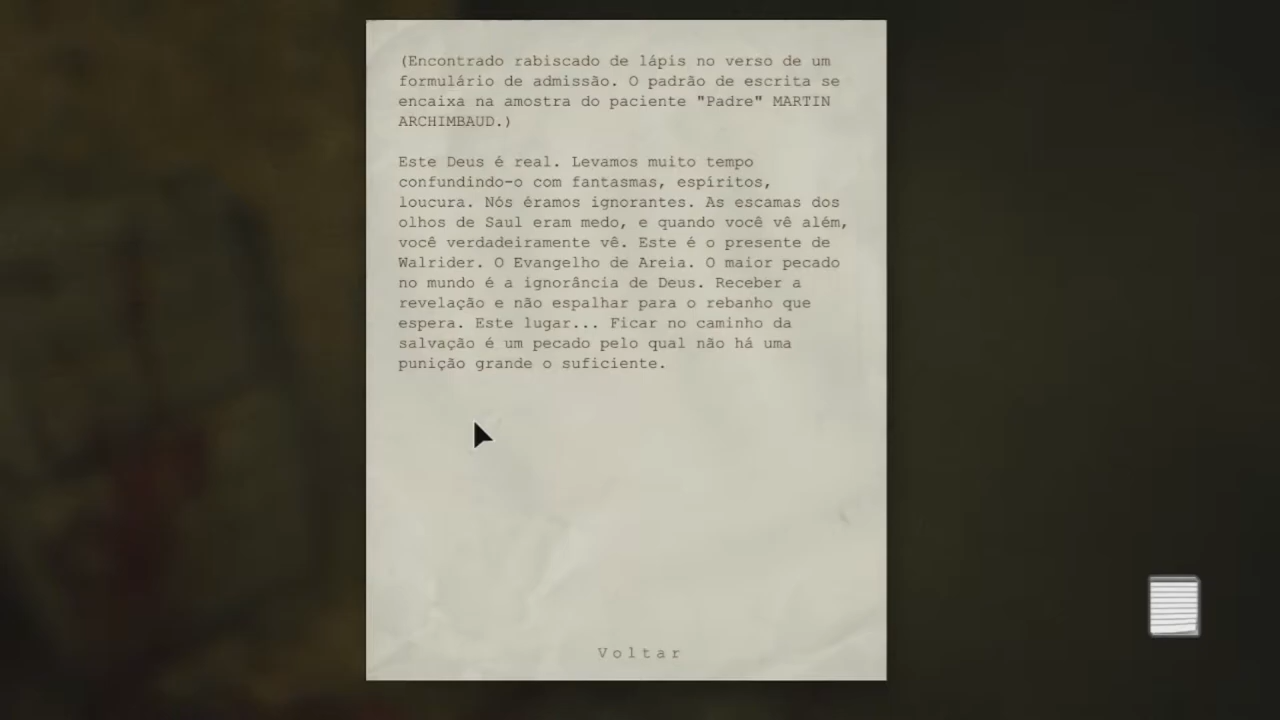 (Encontrado rabiscado de lápis no verso de um
formulário de admissão. O padrão de escrita se
encaixa na amostra do paciente "Padre" MARTIN
ARCHIMBAUD.)
Este Deus é real. Levamos muito tempo
confundindo-o com fantasmas, espíritos,
loucura. Nós éramos ignorantes. As escamas dos
olhos de Saul eram medo, e quando você vê além,
você verdadeiramente vê. Este é o presente de
Walrider. O Evangelho de Areia. O maior pecado
no mundo é a ignorância de Deus. Receber a
revelação e não espalhar para o rebanho que
espera. Este lugar... Ficar no caminho da
salvação é um pecado pelo qual não há uma
punição grande o suficiente.
Voltar